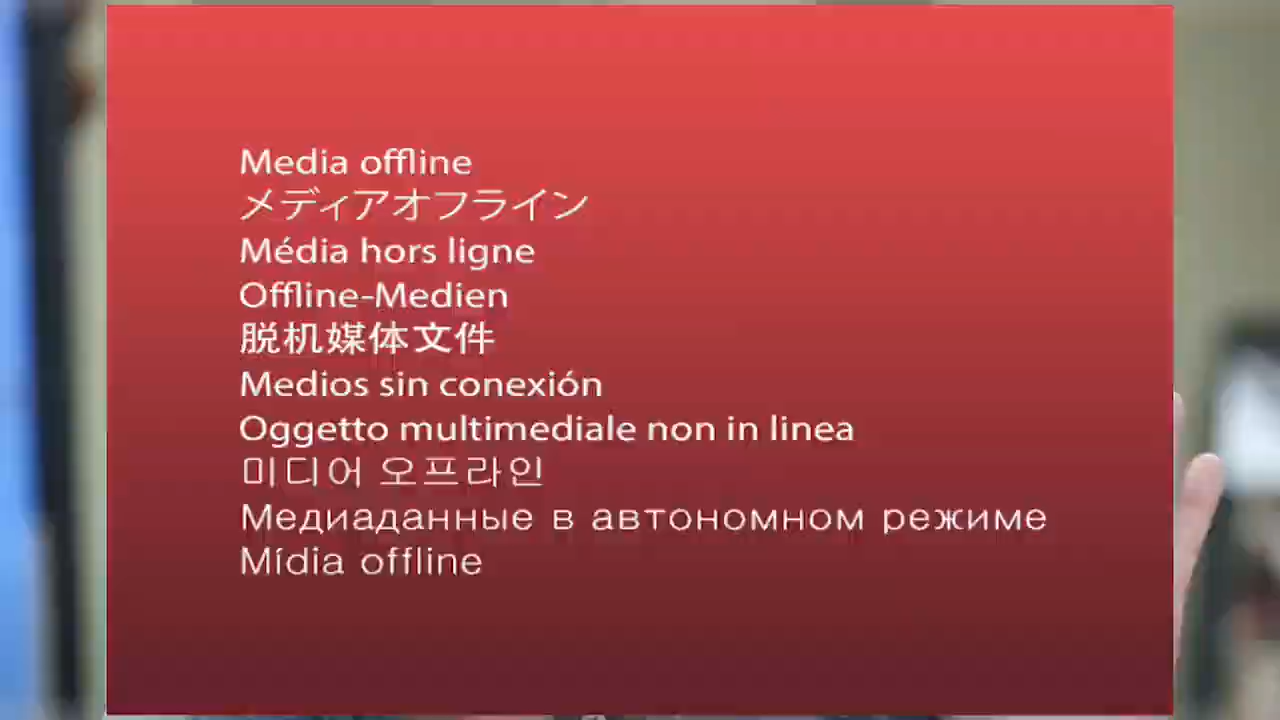 Media offline
メディアオフライン
Média hors ligne
Offline-Medien
脱机媒体文件
Medios sin conexión
Oggetto multimediale non in linea
미디어 오프라인
Медиаданные в автономном режиме
Mídia offline